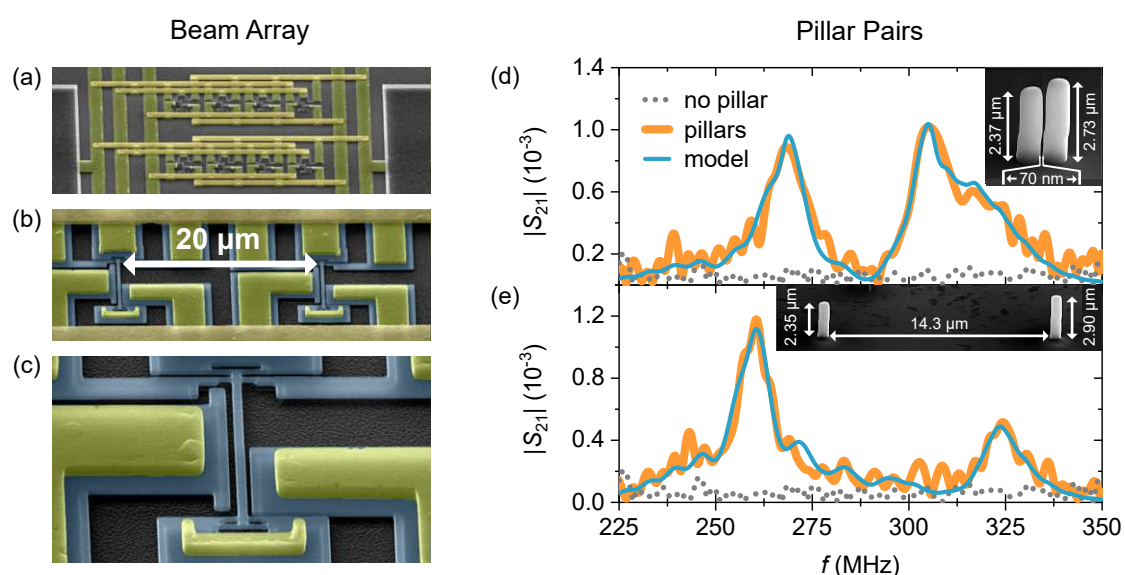 Beam Array
Pillar Pairs
(a)
(b)
20 µm
(c)
(d)
1.4
1.0
0.6
0.2
|S21| (10-3)
no pillar
pillars
model
2.37 µm
2.73 µm
70 nm
(e)
1.2
0.8
0.4
0.0
|S21| (10-3)
2.35 µm
14.3 µm
2.90 µm
225 250 275 300 325 350
f (MHz)